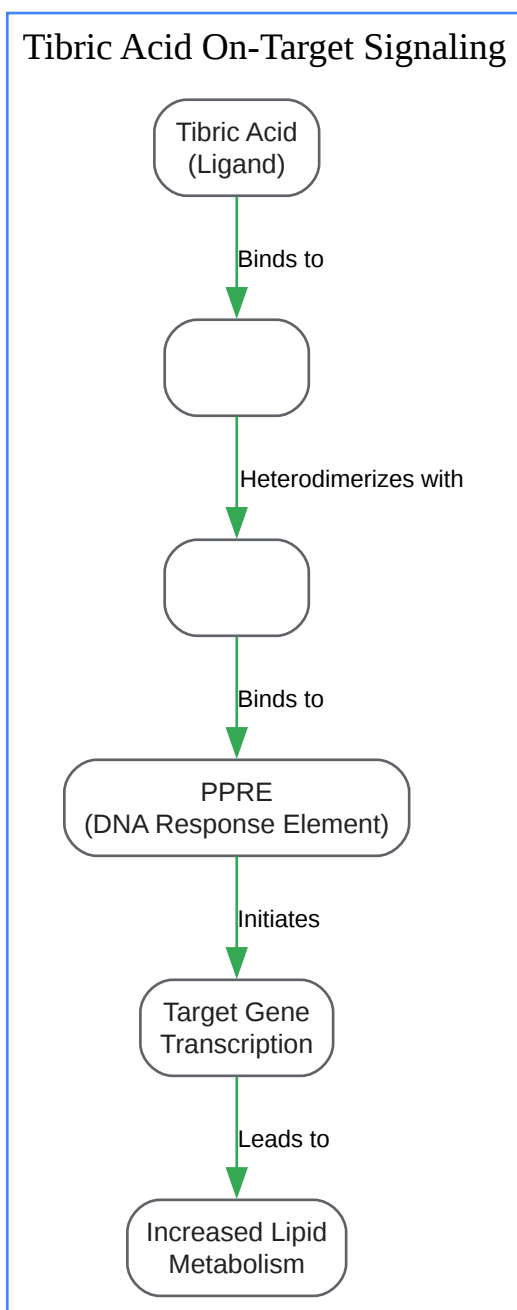 Tibric Acid On-Target Signaling
Tibric Acid
(Ligand)
Binds to
Heterodimerizes with
Binds to
PPRE
(DNA Response Element)
Initiates
Target Gene
Transcription
Leads to
Increased Lipid
Metabolism